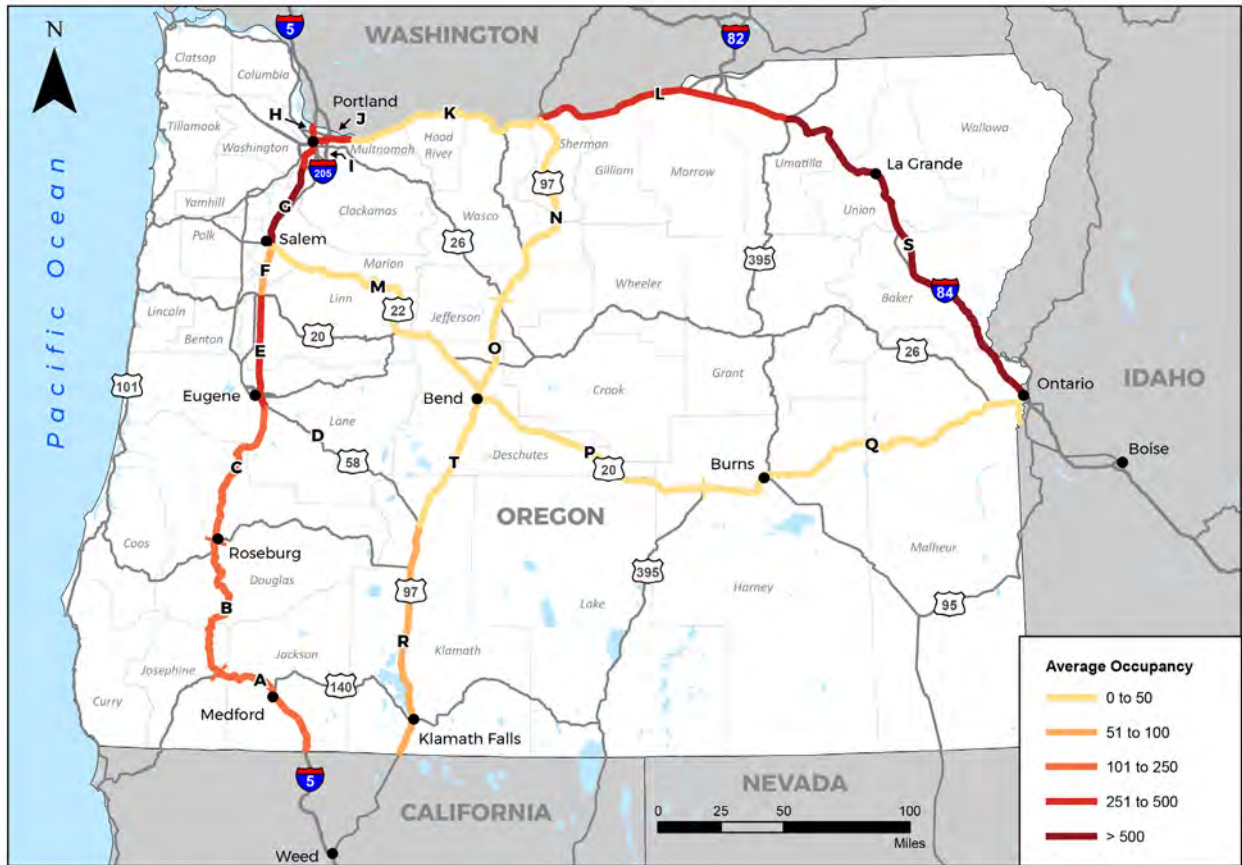 N
5
WASHINGTON
82
Clatsop
Columbia
Portland
H
J
K
L
Tillamook
Washington
Multnomah
Hood
River
Sherman
Wallowa
I
205
97
Gilliam
Morrow
Umatilla
La Grande
Yamhill
G
Clackamas
Wasco
N
Union
Polk
Salem
26
S
F
Marion
395
M
Wheeler
84
Linn
22
Jefferson
Baker
Lincoln
20
Benton
E
O
26
101
Grant
Ontario
IDAHO
Eugene
Bend
Crook
Lane
D
P
Q
Boise
C
58
T
Deschutes
20
Burns
OREGON
Coos
Roseburg
Malheur
Douglas
97
395
Harney
95
B
Lake
R
Klamath
Josephine
Jackson
A
140
Curry
Medford
Klamath Falls
5
CALIFORNIA
NEVADA
Weed
Pacific Ocean
0 25 50 100
Miles
Average Occupancy
0 to 50
51 to 100
101 to 250
251 to 500
> 500